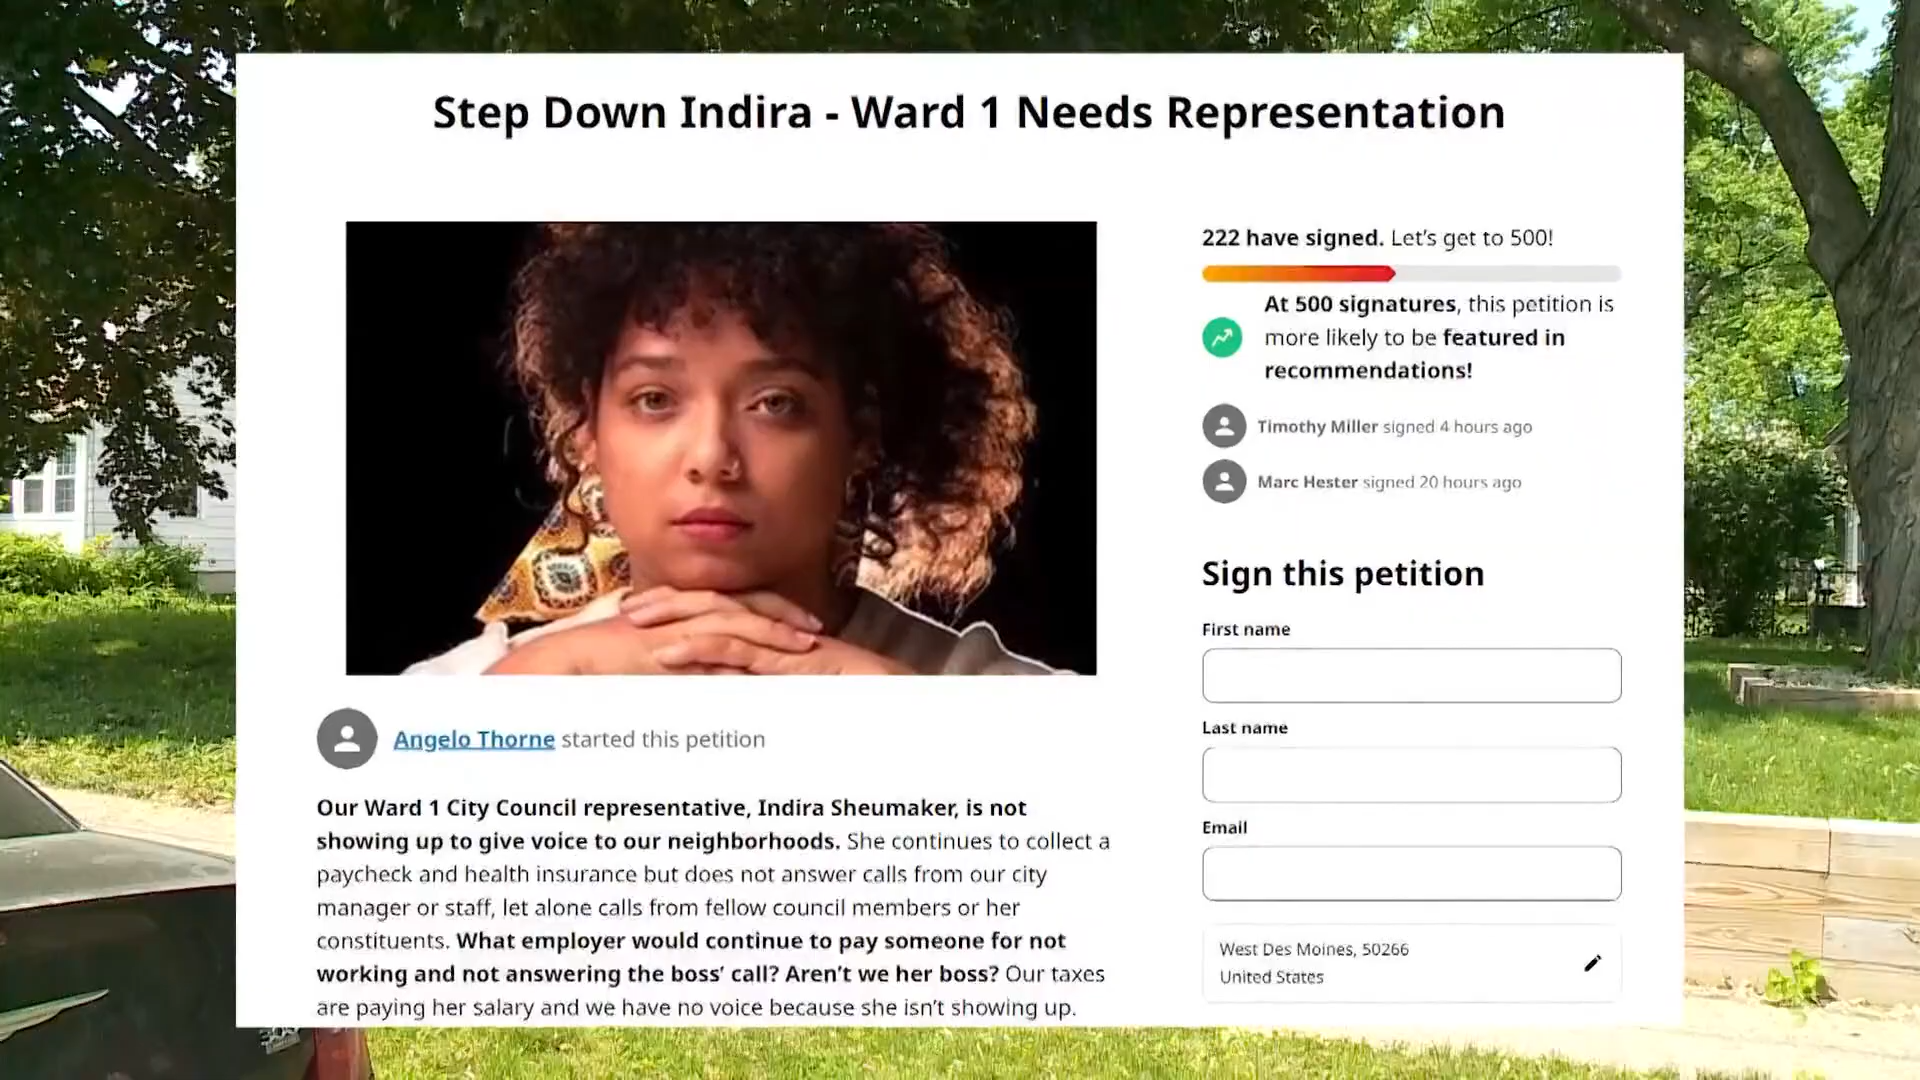 Step Down Indira - Ward 1 Needs Representation
222 have signed. Let's get to 500!
At 500 signatures, this petition is
more likely to be featured in
recommendations!
Timothy Miller signed 4 hours ago
Marc Hester signed 20 hours ago
Sign this petition
First name
Last name
Email
West Des Moines, 50266
United States
Angelo Thorne started this petition
Our Ward 1 City Council representative, Indira Sheumaker, is not
showing up to give voice to our neighborhoods. She continues to collect a
paycheck and health insurance but does not answer calls from our city
manager or staff, let alone calls from fellow council members or her
constituents. What employer would continue to pay someone for not
working and not answering the boss’ call? Aren’t we her boss? Our taxes
are paying her salary and we have no voice because she isn’t showing up.